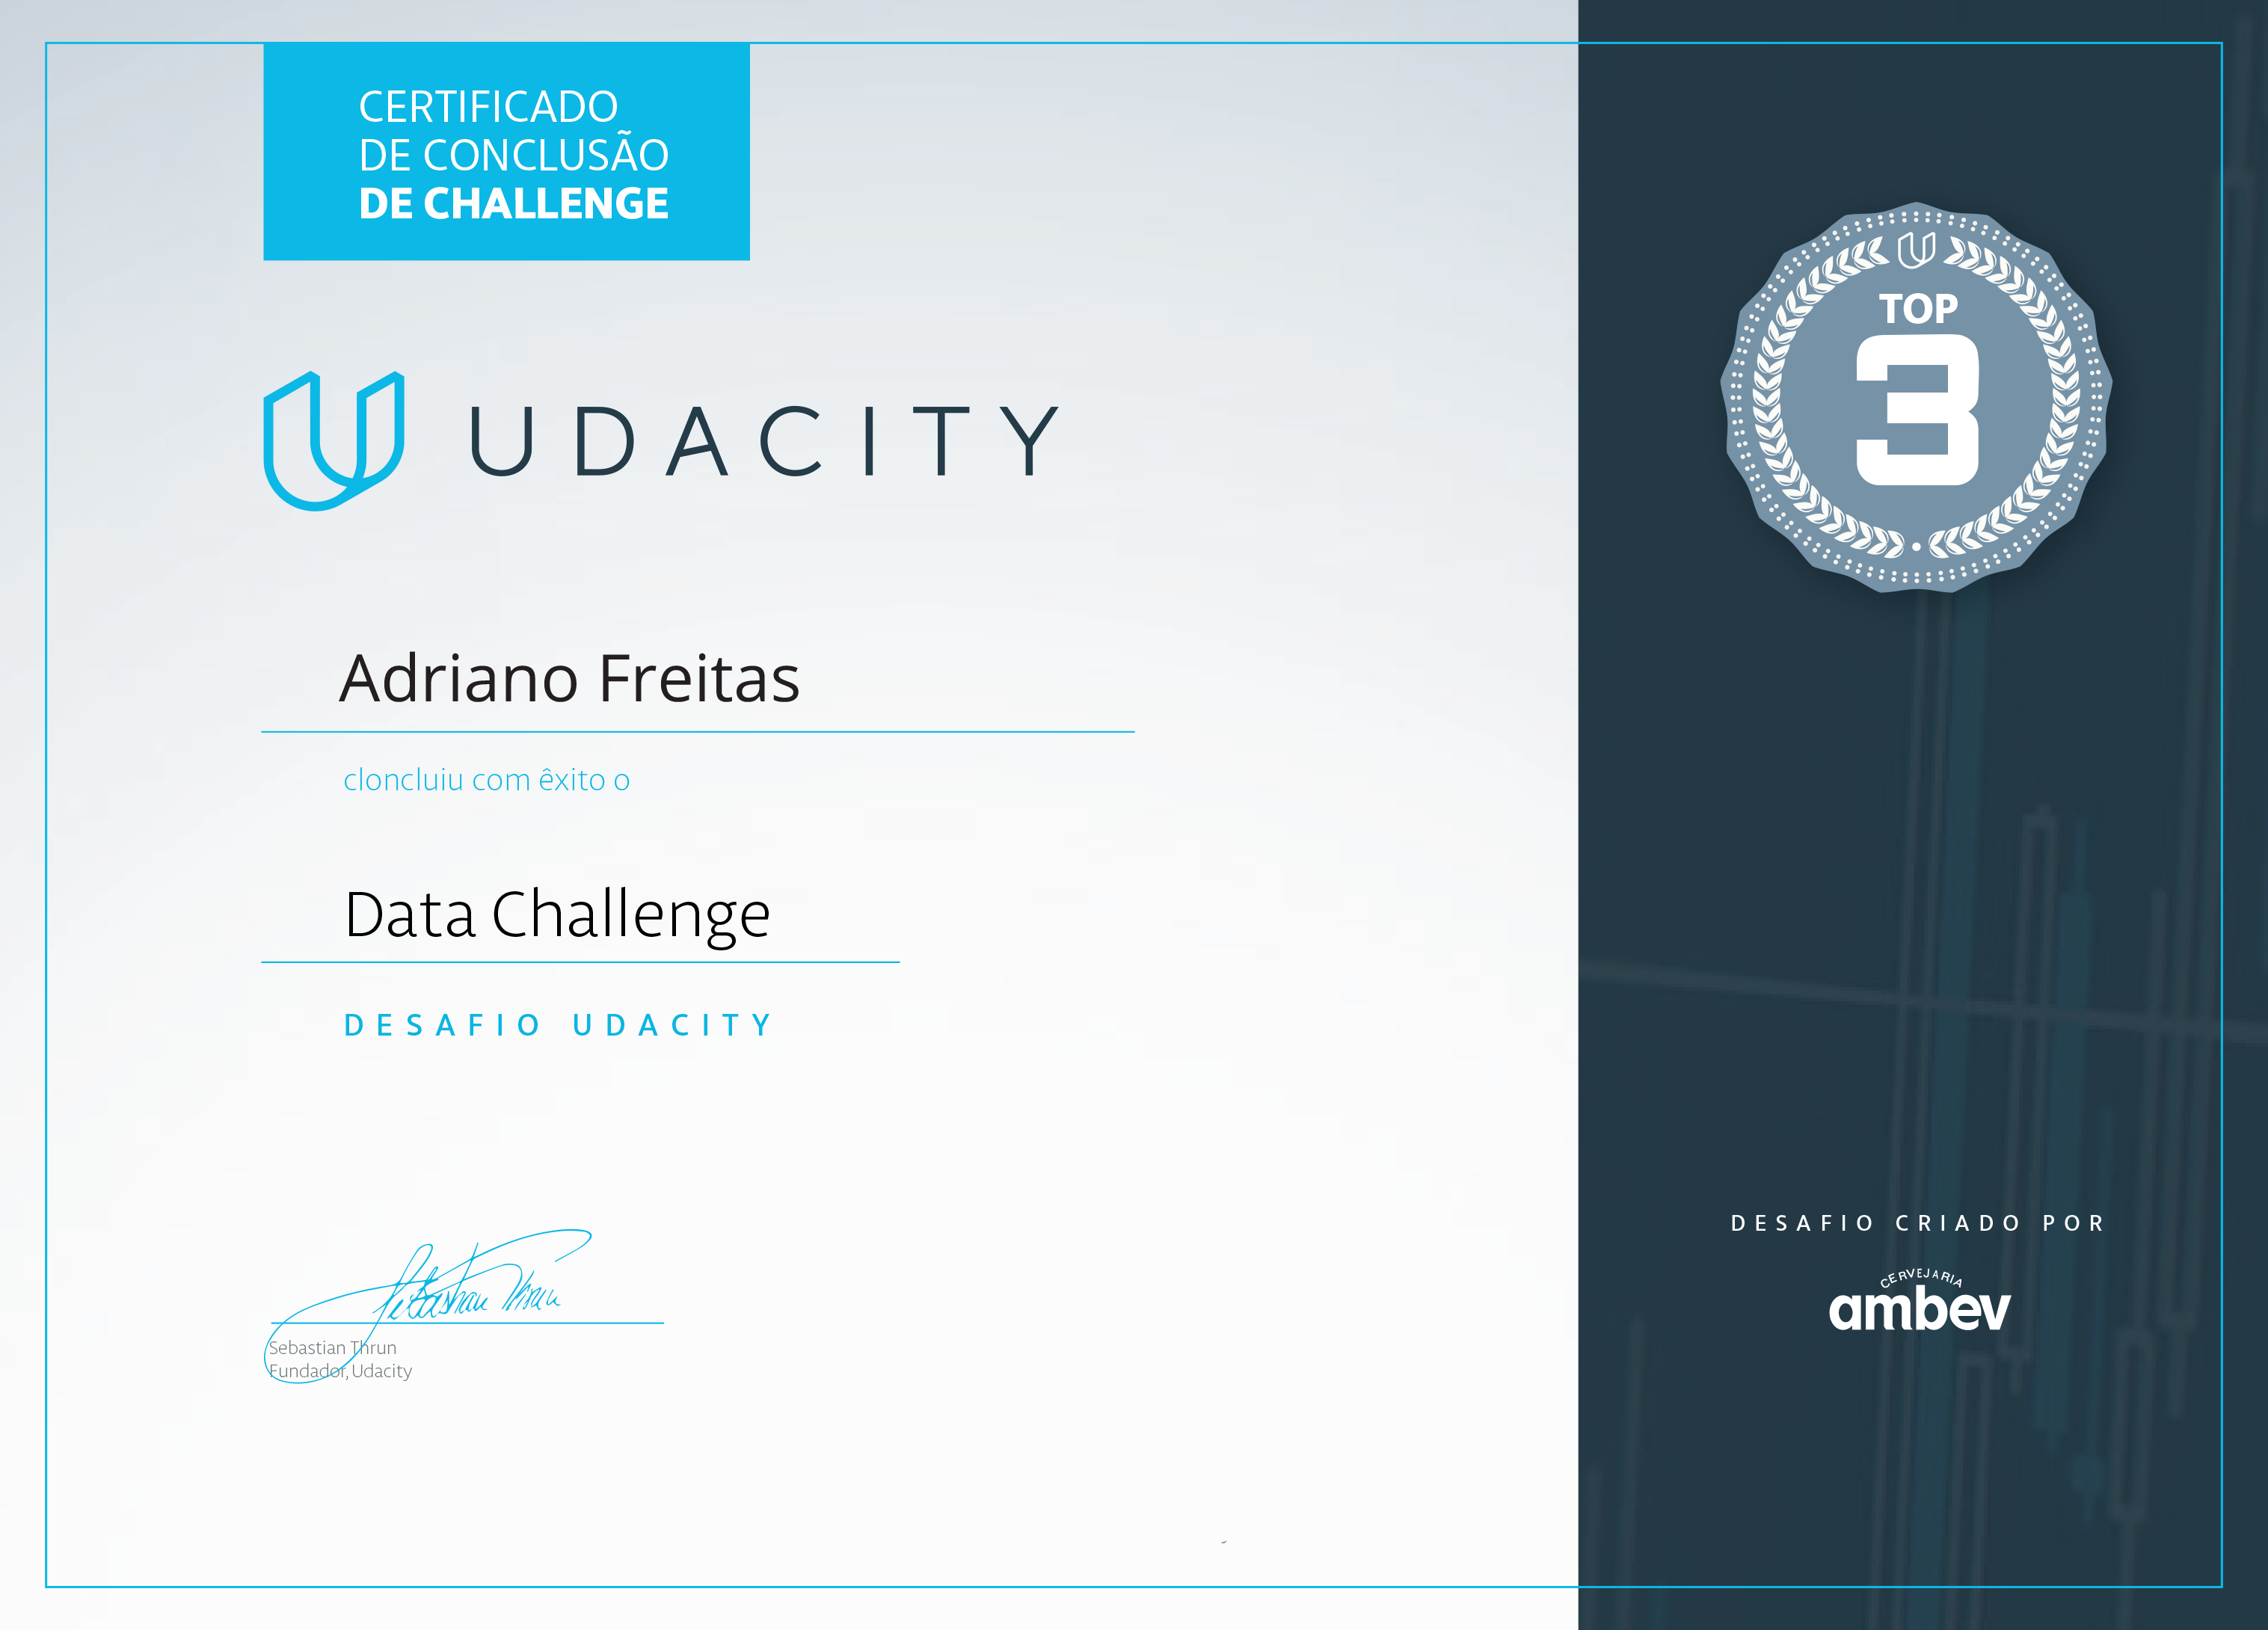 CERTIFICADO
DE CONCLUSÃO
DE CHALLENGE
UDACITY
Adriano Freitas
cloncluiu com êxito o
Data Challenge
DESAFIO UDACITY
Sebastian Thrun
Sebastian Thrun
Fundador, Udacity
TOP
3
DESAFIO CRIADO POR
CERVEJARIA
ambev